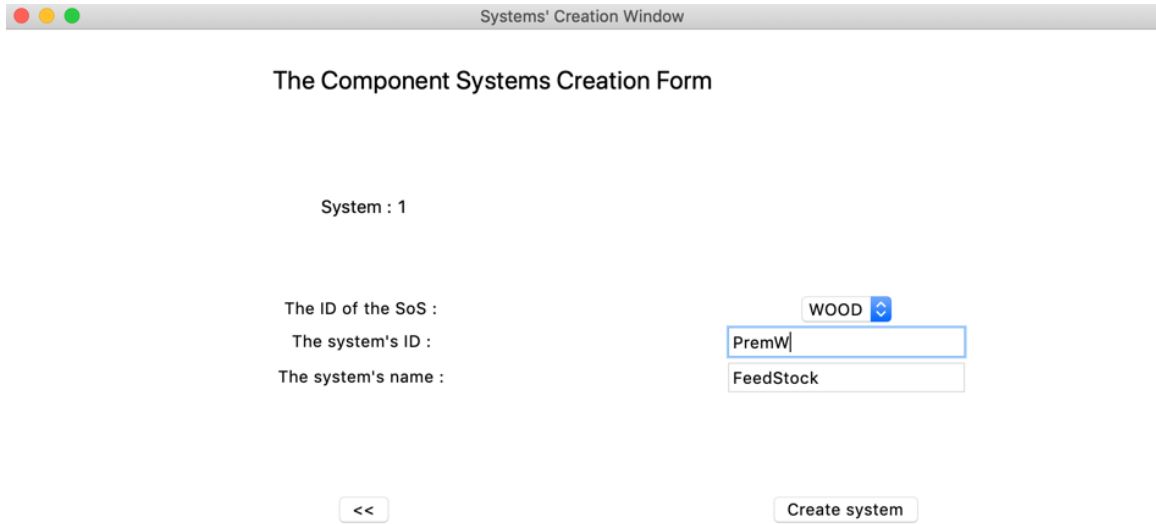 Systems' Creation Window
The Component Systems Creation Form
System : 1
The ID of the SoS : WOOD
The system's ID : PremW
The system's name : FeedStock
<< Create system